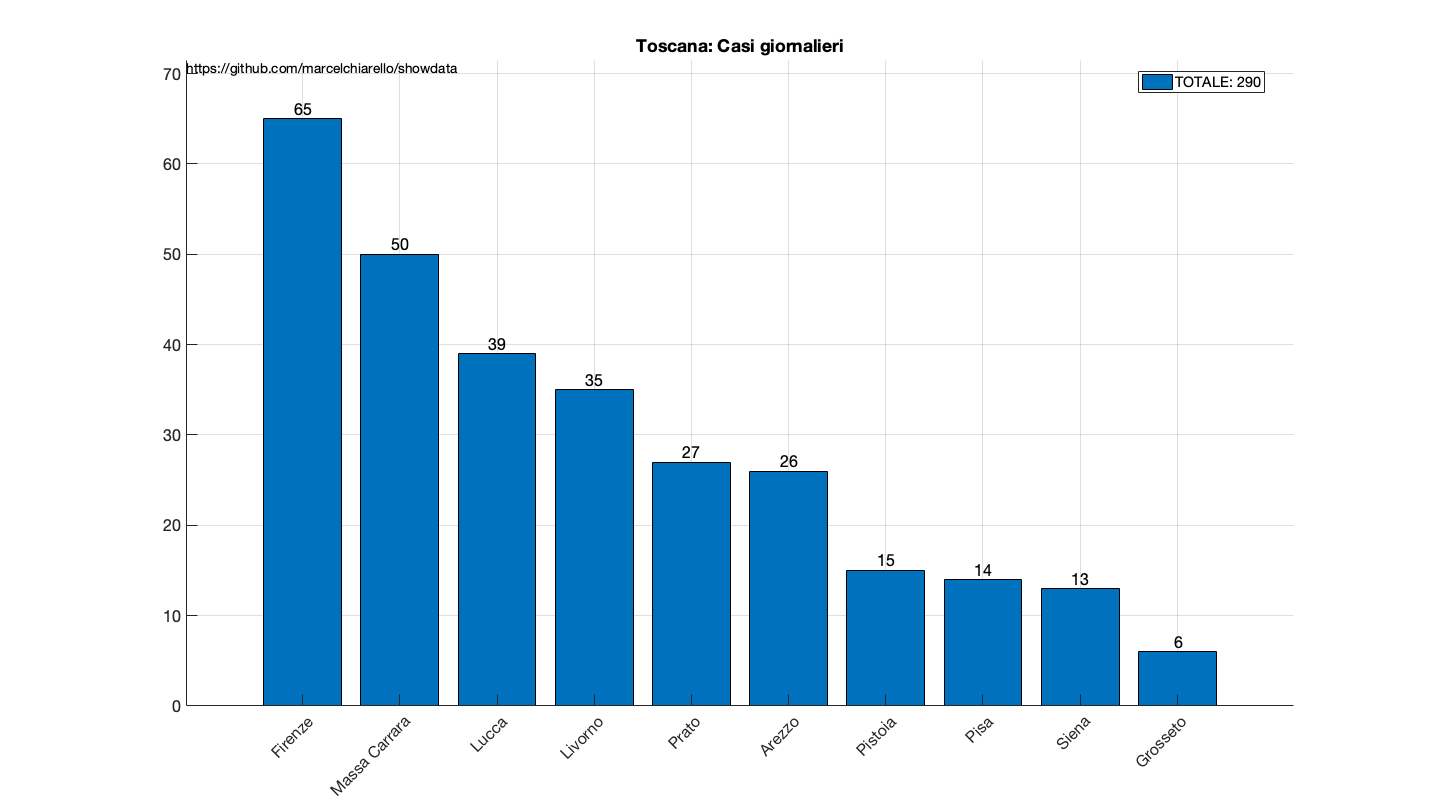 Toscana: Casi giornalieri
https://github.com/marcelchiarello/showdata
TOTALE: 290
70
60
50
40
30
20
10
0
65
50
39
35
27
26
15
14
13
6
Firenze
Massa Carrara
Lucca
Livorno
Prato
Arezzo
Pistoia
Pisa
Siena
Grosseto